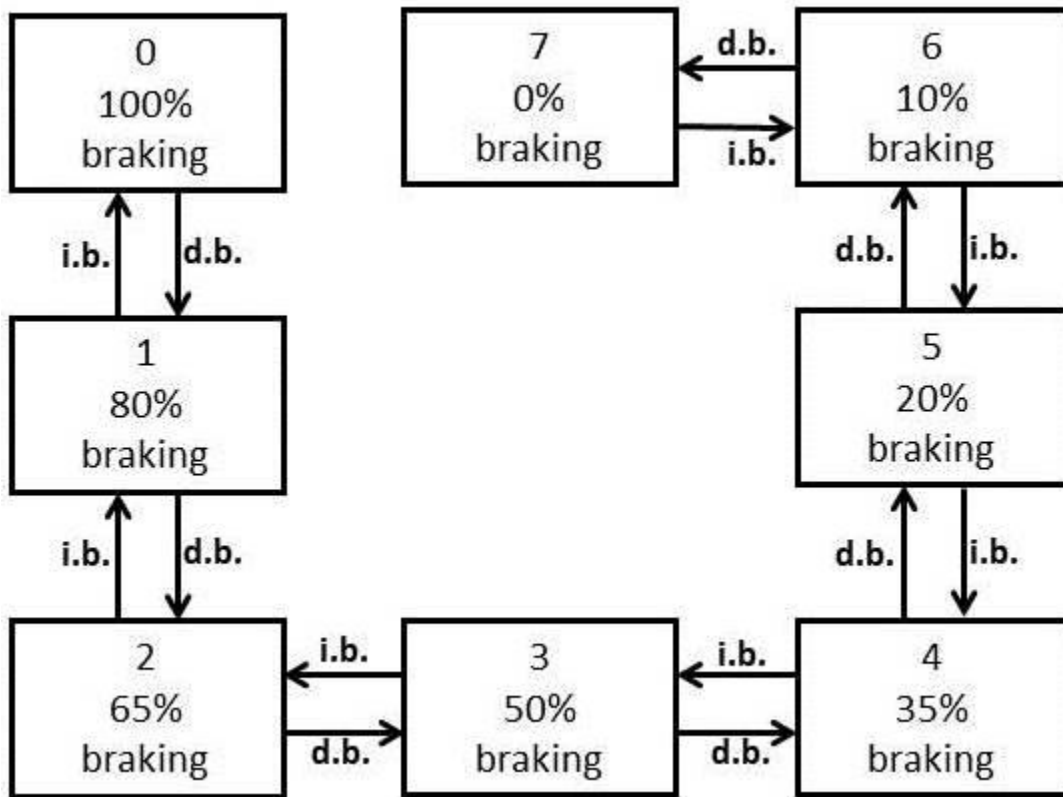 0
100%
braking
7
0%
braking
d.b.
i.b.
6
10%
braking
i.b.
d.b.
d.b.
i.b.
1
80%
braking
5
20%
braking
i.b.
d.b.
d.b.
i.b.
2
65%
braking
i.b.
d.b.
3
50%
braking
i.b.
d.b.
4
35%
braking